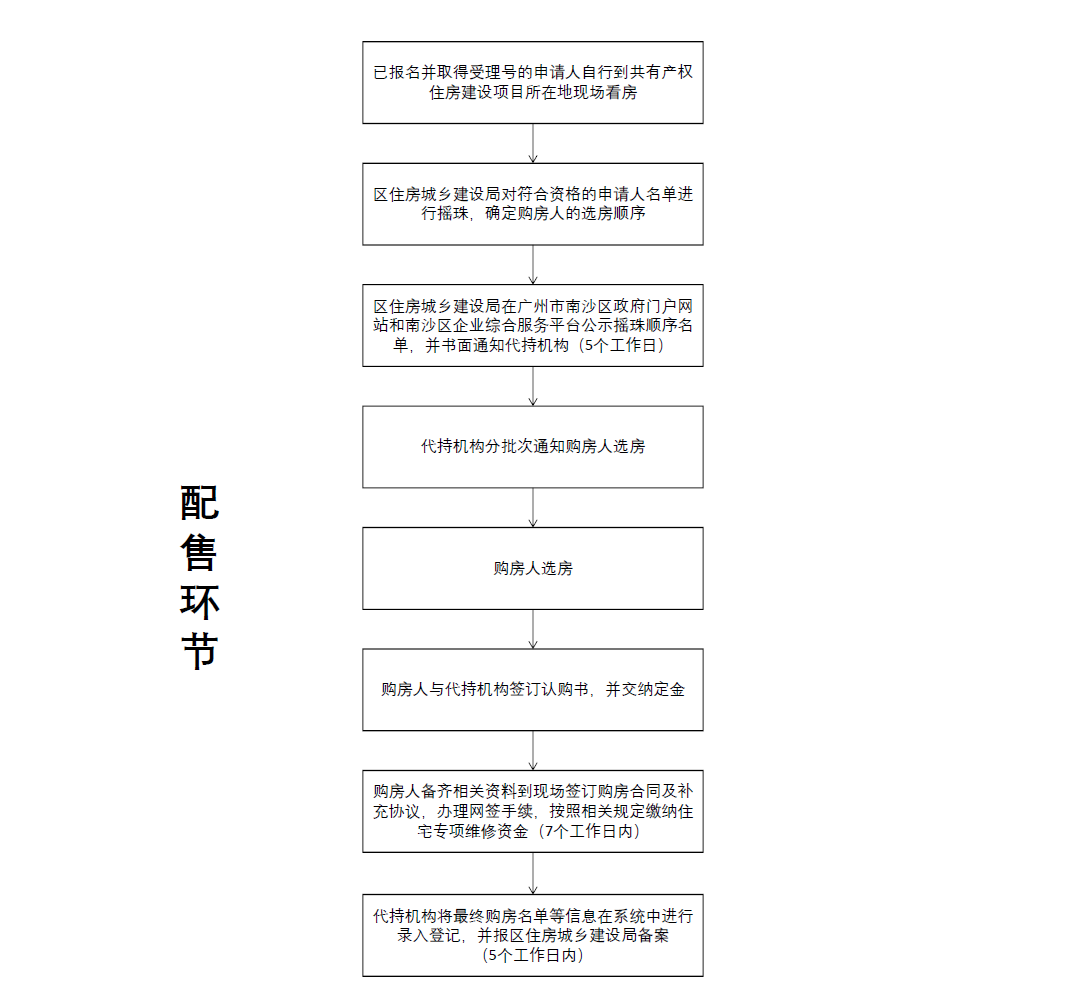 已报名并取得受理号的申请人自行到共有产权
住房建设项目所在地现场看房
区住房城乡建设局对符合资格的申请人名单进
行摇珠，确定购房人的选房顺序
区住房城乡建设局在广州市南沙区政府门户网
站和南沙区企业综合服务平台公示摇珠顺序名
单，并书面通知代持机构（5个工作日）
代持机构分批次通知购房人选房
配
售
环
节
购房人选房
购房人与代持机构签订认购书，并交纳定金
购房人备齐相关资料到现场签订购房合同及补
充协议，办理网签手续，按照相关规定缴纳住
宅专项维修资金（7个工作日内）
代持机构将最终购房名单等信息在系统中进行
录入登记，并报区住房城乡建设局备案
（5个工作日内）